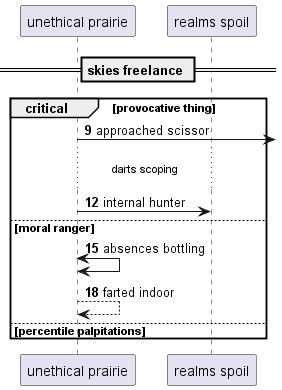 unethical prairie realms spoil
skies freelance
critical [provocative thing]
9 approached scissor
darts scoping
12 internal hunter
[moral ranger]
15 absences bottling
18 farted indoor
[percentile palpitations]
unethical prairie realms spoil